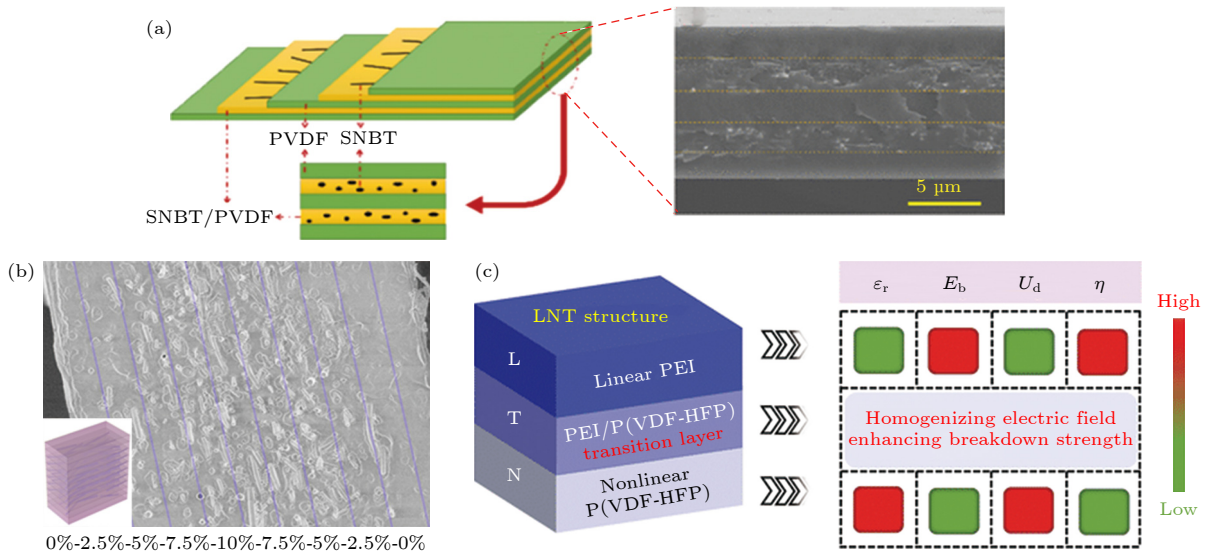 (a)
PVDF SNBT
SNBT/PVDF
5 µm
(b)
0%-2.5%-5%-7.5%-10%-7.5%-5%-2.5%-0%
(c)
LNT structure
L
Linear PEI
T
PEI/P(VDF-HFP)
transition layer
N
Nonlinear
P(VDF-HFP)
εr Eb Ud η
Homogenizing electric field
enhancing breakdown strength
High
Low